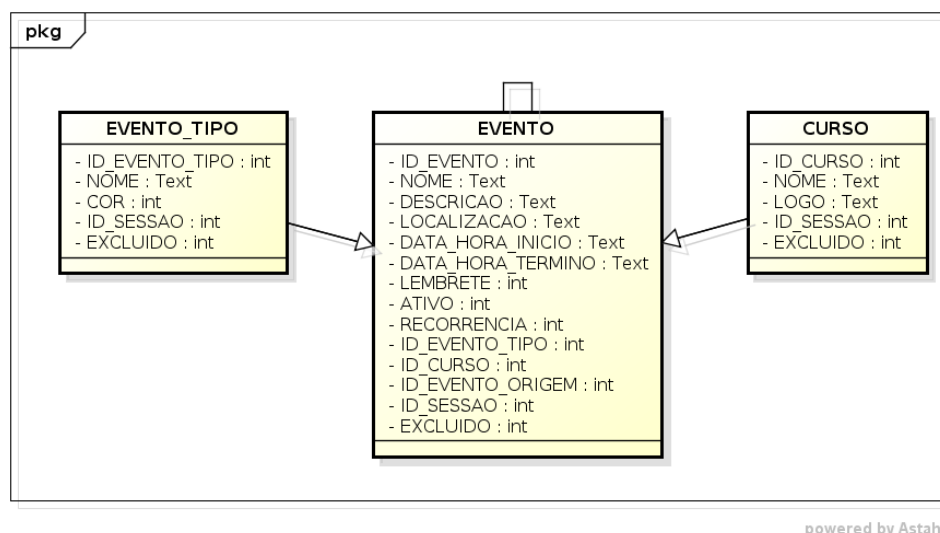 pkg
EVENTO_TIPO
- ID_EVENTO_TIPO : int
- NOME : Text
- COR : int
- ID_SESSAO : int
- EXCLUIDO : int
EVENTO
- ID_EVENTO : int
- NOME : Text
- DESCRICAO : Text
- LOCALIZACAO : Text
- DATA_HORA_INICIO : Text
- DATA_HORA_TERMINO : Text
- LEMBRETE : int
- ATIVO : int
- RECORRENCIA : int
- ID_EVENTO_TIPO : int
- ID_CURSO : int
- ID_EVENTO_ORIGEM : int
- ID_SESSAO : int
- EXCLUIDO : int
CURSO
- ID_CURSO : int
- NOME : Text
- LOGO : Text
- ID_SESSAO : int
- EXCLUIDO : int
powered by Astah